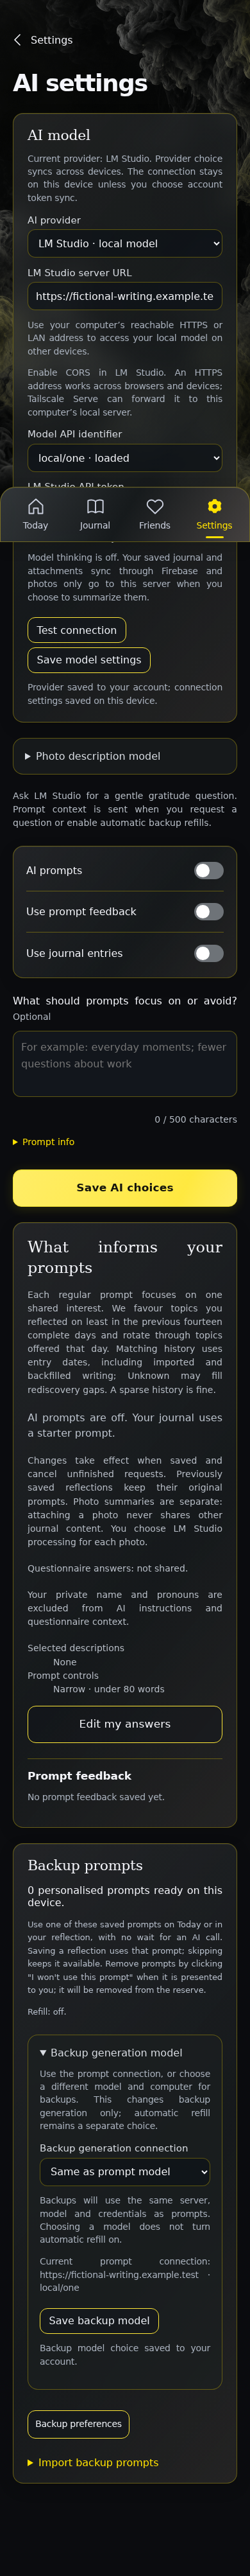 Settings
AI settings
AI model
Current provider: LM Studio. Provider choice
syncs across devices. The connection stays
on this device unless you choose account
token sync.
AI provider
LM Studio · local model
LM Studio server URL
https://fictional-writing.example.te
Use your computer's reachable HTTPS or
LAN address to access your local model on
other devices.
Enable CORS in LM Studio. An HTTPS
address works across browsers and devices;
Tailscale Serve can forward it to this
computer's local server.
Model API identifier
local/one · loaded
LM Studio API token
Today
Journal
Friends
Settings
Model thinking is off. Your saved journal and
attachments sync through Firebase and
photos only go to this server when you
choose to summarize them.
Test connection
Save model settings
Provider saved to your account; connection
settings saved on this device.
Photo description model
Ask LM Studio for a gentle gratitude question.
Prompt context is sent when you request a
question or enable automatic backup refills.
AI prompts
Use prompt feedback
Use journal entries
What should prompts focus on or avoid?
Optional
For example: everyday moments; fewer
questions about work
0 / 500 characters
Prompt info
Save AI choices
What informs your
prompts
Each regular prompt focuses on one
shared interest. We favour topics you
reflected on least in the previous fourteen
complete days and rotate through topics
offered that day. Matching history uses
entry dates, including imported and
backfilled writing; Unknown may fill
rediscovery gaps. A sparse history is fine.
AI prompts are off. Your journal uses
a starter prompt.
Changes take effect when saved and
cancel unfinished requests. Previously
saved reflections keep their original
prompts. Photo summaries are separate:
attaching a photo never shares other
journal content. You choose LM Studio
processing for each photo.
Questionnaire answers: not shared.
Your private name and pronouns are
excluded from AI instructions and
questionnaire context.
Selected descriptions
None
Prompt controls
Narrow · under 80 words
Edit my answers
Prompt feedback
No prompt feedback saved yet.
Backup prompts
0 personalised prompts ready on this
device.
Use one of these saved prompts on Today or in
your reflection, with no wait for an AI call.
Saving a reflection uses that prompt; skipping
keeps it available. Remove prompts by clicking
"I won't use this prompt" when it is presented
to you; it will be removed from the reserve.
Refill: off.
Backup generation model
Use the prompt connection, or choose
a different model and computer for
backups. This changes backup
generation only; automatic refill
remains a separate choice.
Backup generation connection
Same as prompt model
Backups will use the same server,
model and credentials as prompts.
Choosing a model does not turn
automatic refill on.
Current prompt connection:
https://fictional-writing.example.test ·
local/one
Save backup model
Backup model choice saved to your
account.
Backup preferences
Import backup prompts